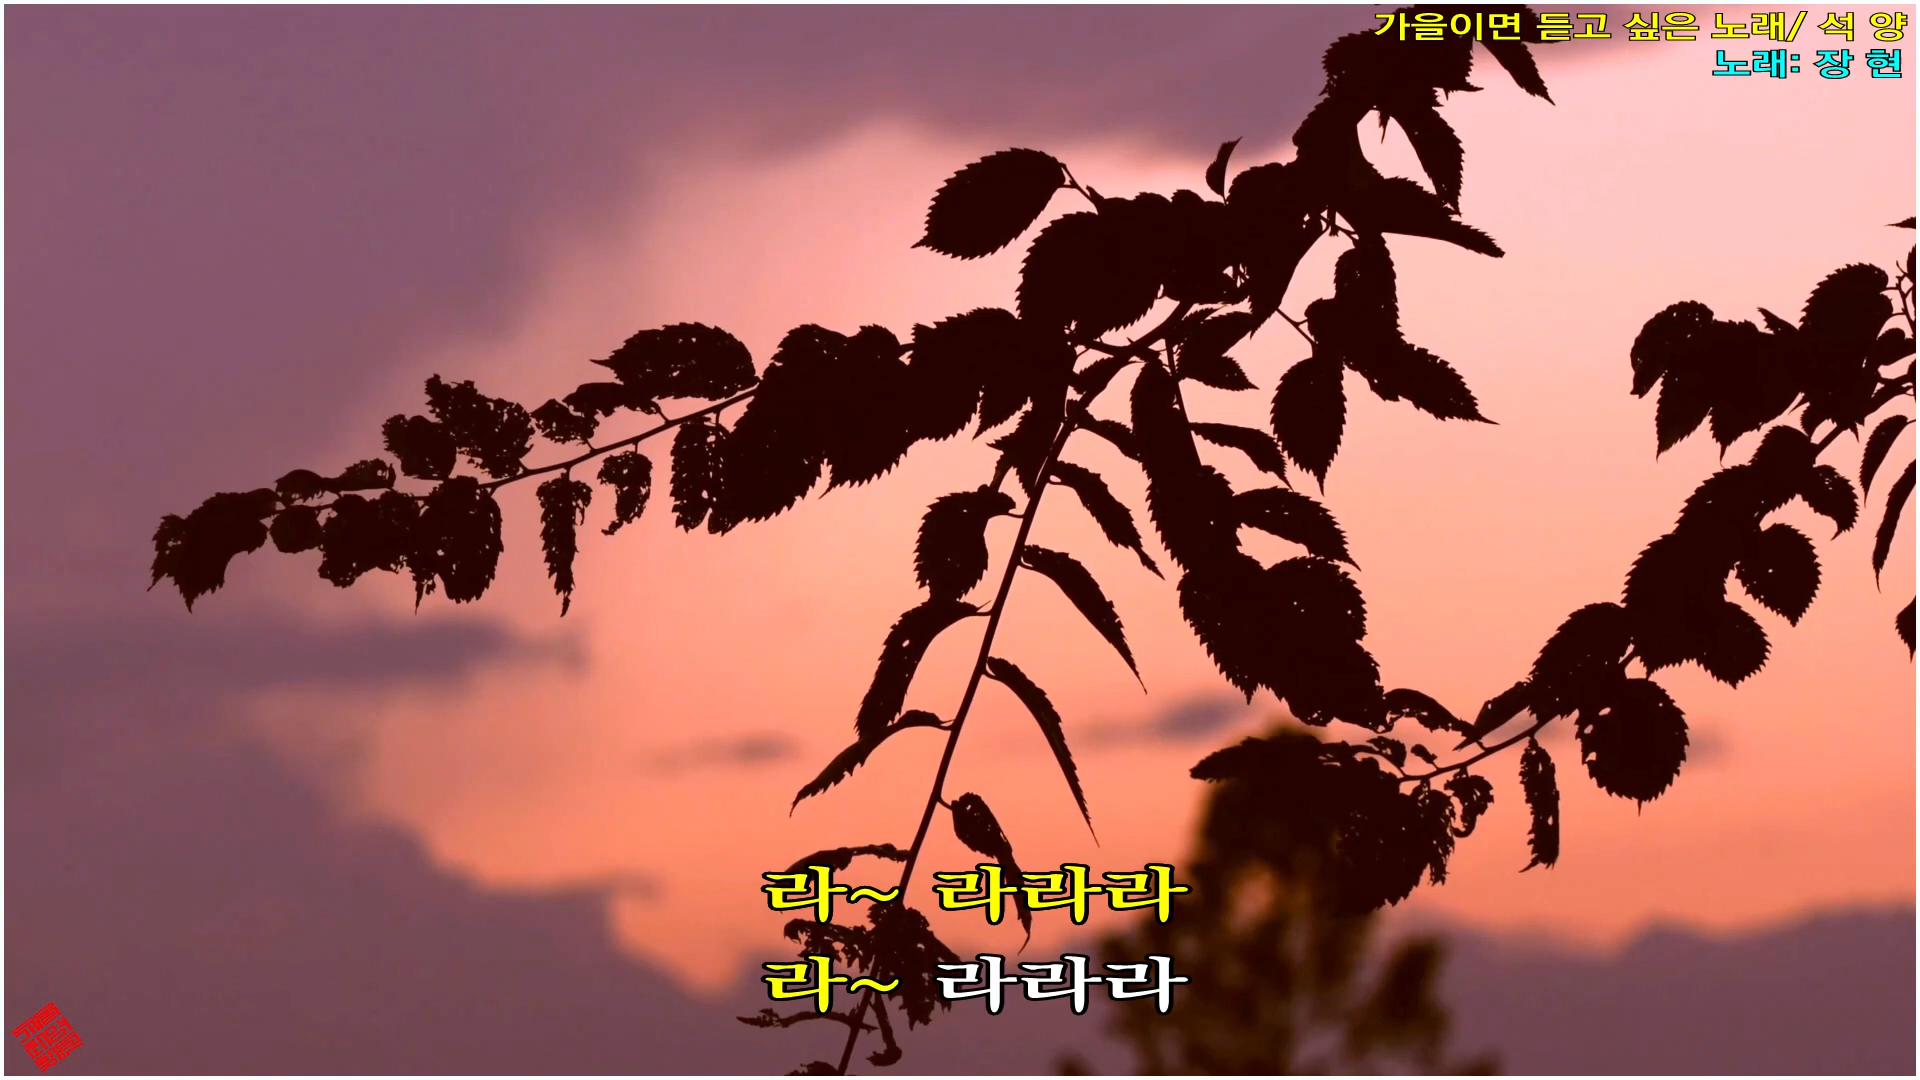 가을이면 듣고 싶은 노래/ 석 양
노래: 장 현
라~ 라라라
라~ 라라라